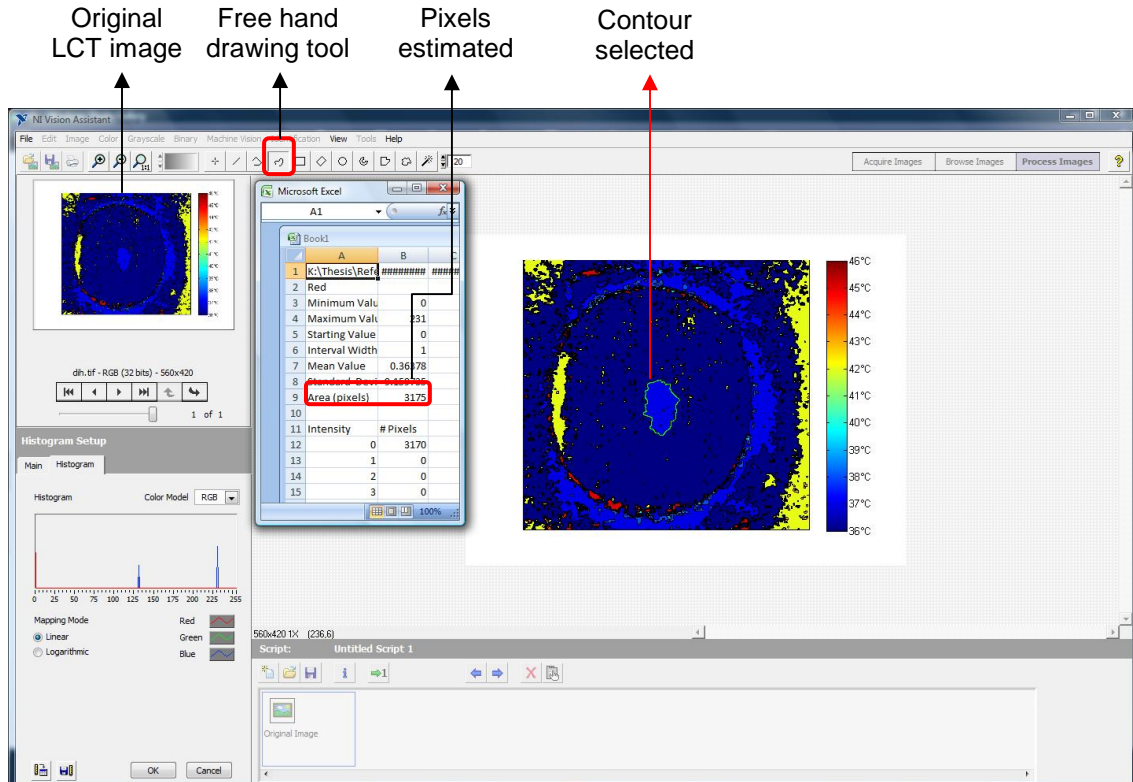 Original LCT image
Free hand drawing tool
Pixels estimated
Contour selected
NI Vision Assistant
File Edit Image Color Grayscale Binary Machine Vision View Tools Help
1:1
20
Acquire Images Browse Images Process Images
dih.tif - RGB (32 bits) - 560x420
1 of 1
Histogram Setup
Main Histogram
Histogram Color Model RGB
0 25 50 75 100 125 150 175 200 225 255
Mapping Mode Red
Linear Green
Logarithmic Blue
OK Cancel
Microsoft Excel
A1
Book1
A B C
1 K:\Thesis\Refe ######## #####
2 Red
3 Minimum Valu 0
4 Maximum Valu 231
5 Starting Value 0
6 Interval Width 1
7 Mean Value 0.36378
8 Standard Devi
9 Area (pixels) 3175
10
11 Intensity # Pixels
12 0 3170
13 1 0
14 2 0
15 3 0
100%
46°C
45°C
44°C
43°C
42°C
41°C
40°C
39°C
38°C
37°C
36°C
560x420 1X (236,6)
Script: Untitled Script 1
1
Original Image